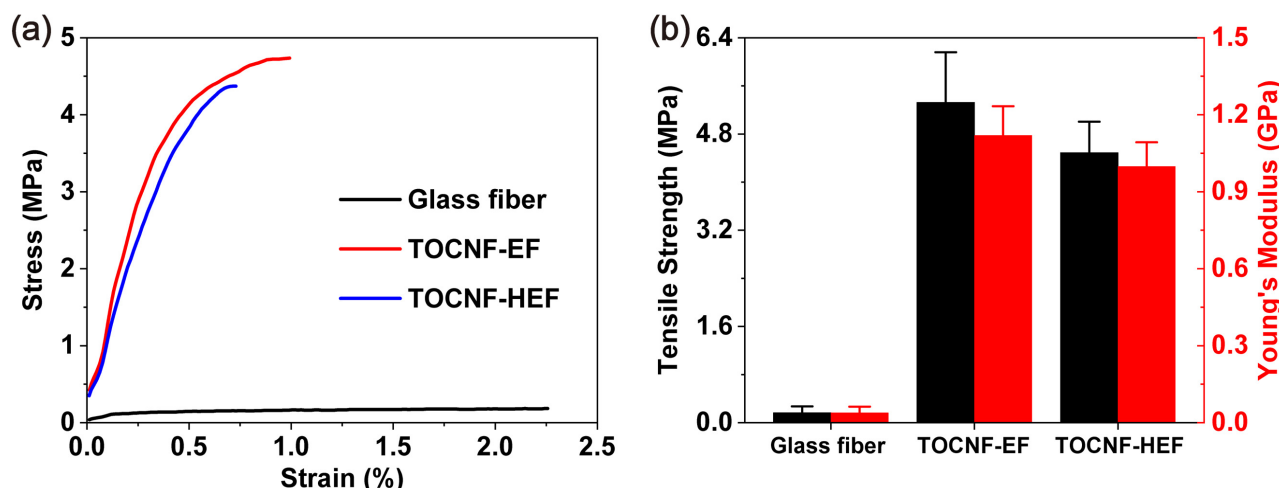 (a)
5
4
3
2
1
0
Stress (MPa)
Glass fiber
TOCNF-EF
TOCNF-HEF
0.0 0.5 1.0 1.5 2.0 2.5
Strain (%)
(b)
6.4
4.8
3.2
1.6
0.0
Tensile Strength (MPa)
1.5
1.2
0.9
0.6
0.3
0.0
Young's Modulus (GPa)
Glass fiber TOCNF-EF TOCNF-HEF